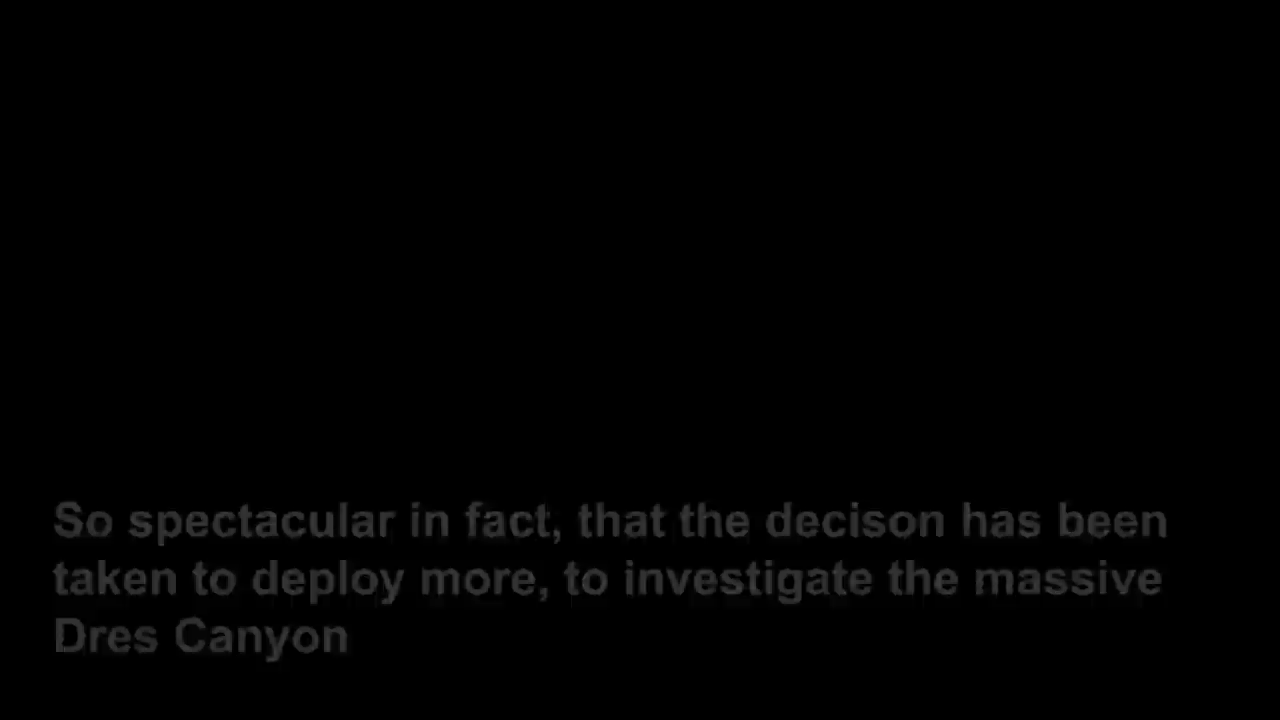 So spectacular in fact, that the decison has been
taken to deploy more, to investigate the massive
Dres Canyon